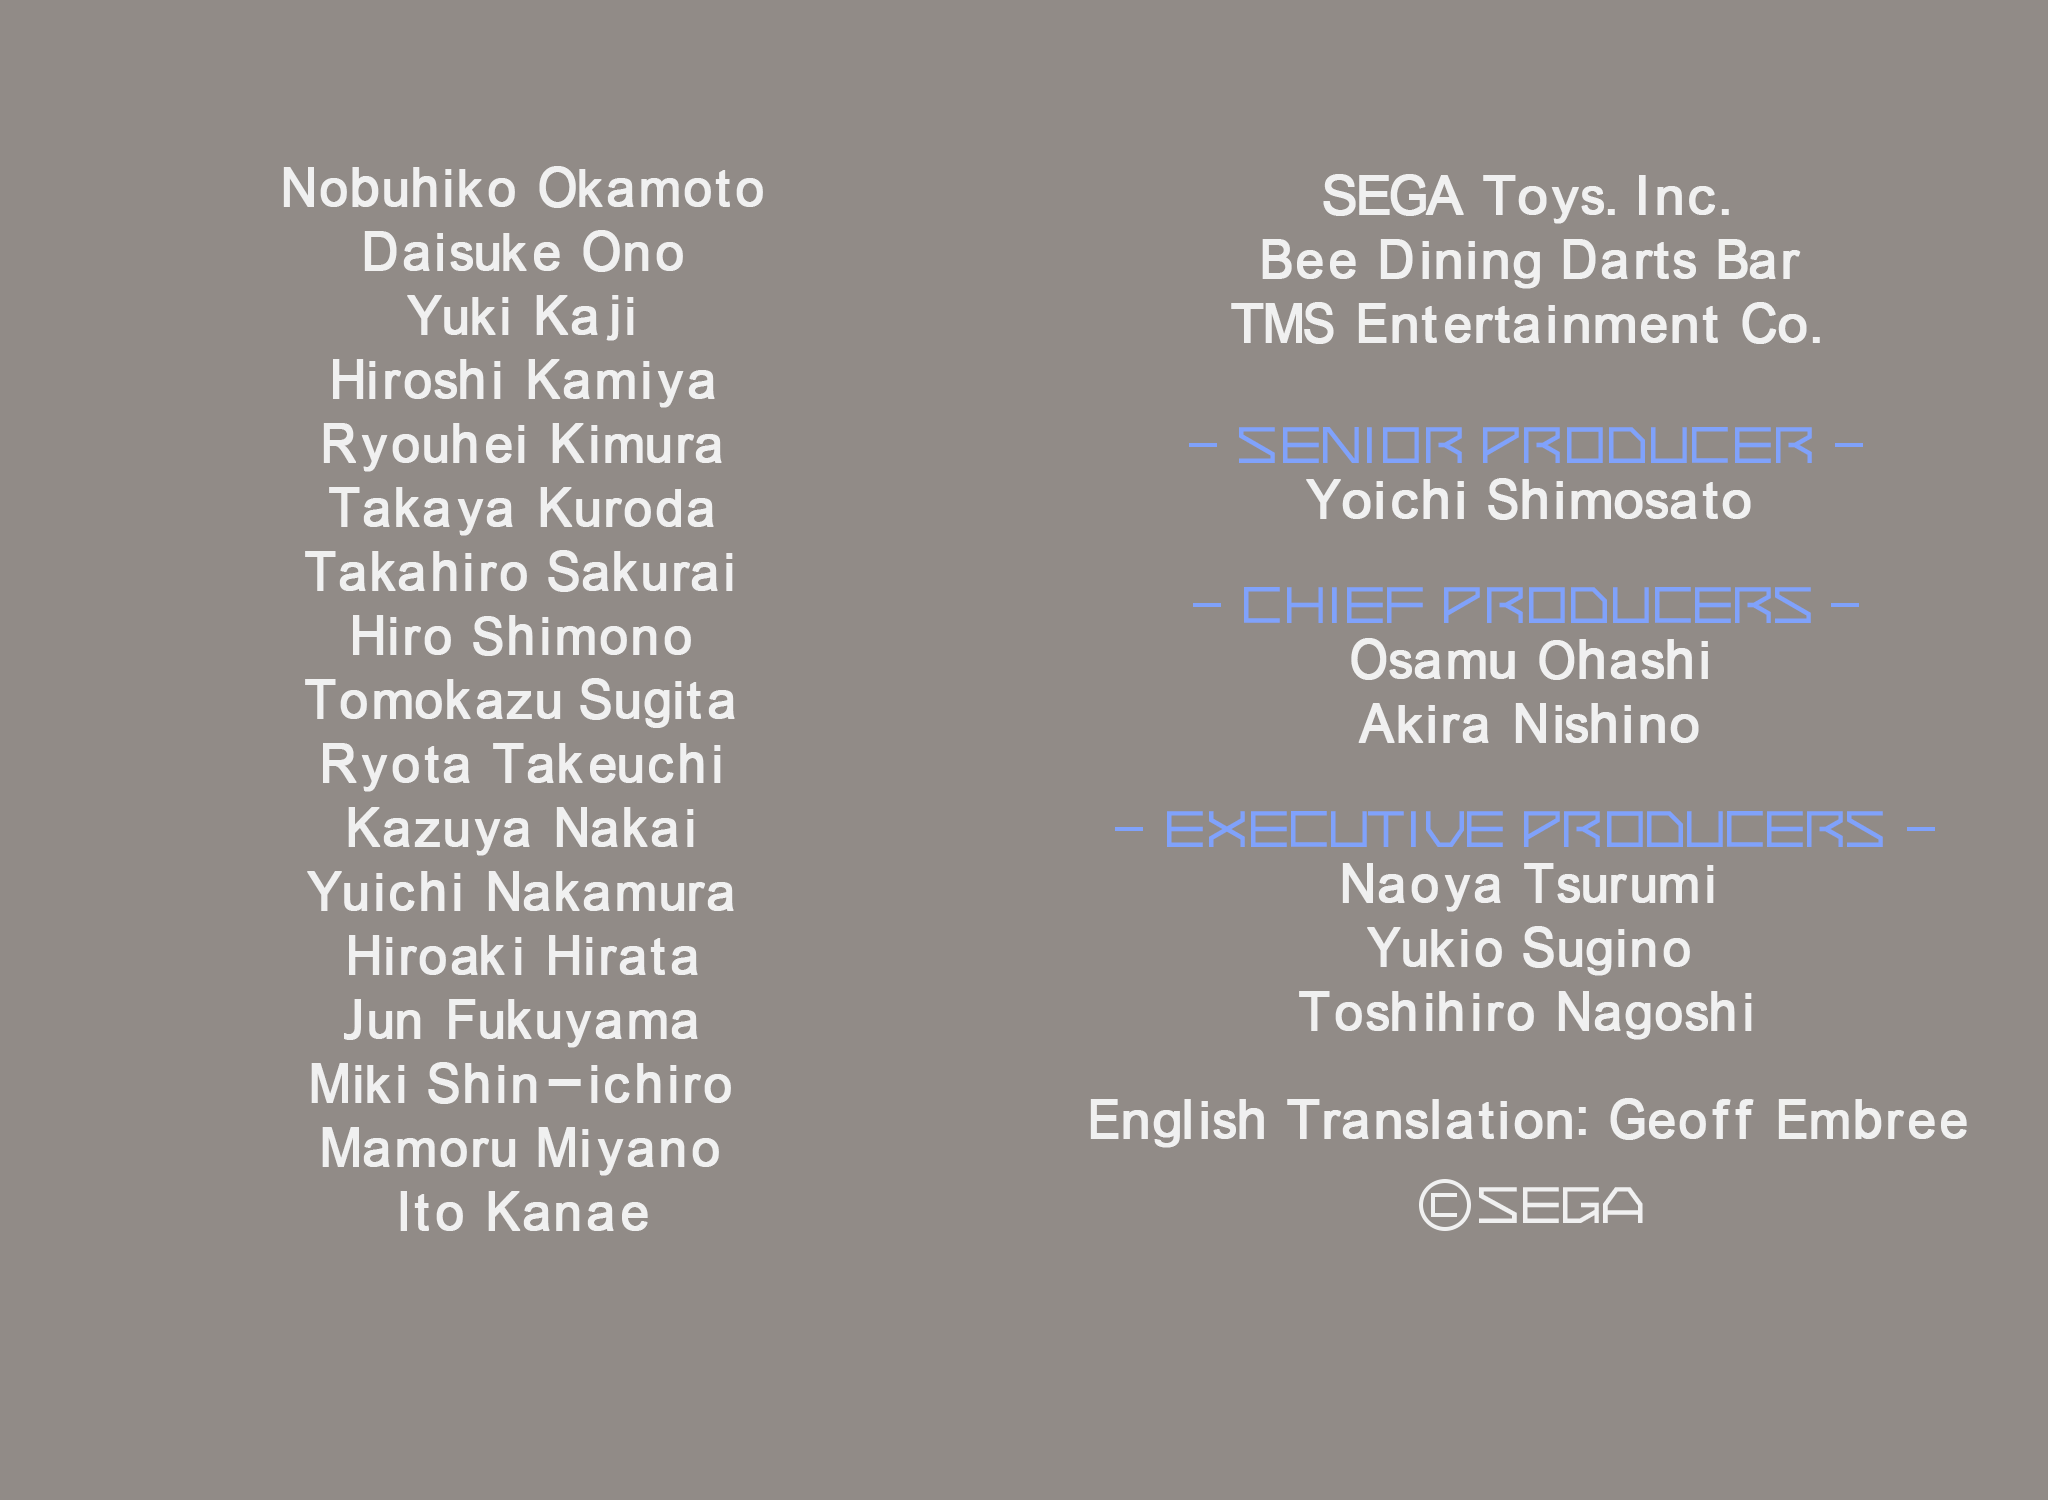 Nobuhiko Okamoto
Daisuke Ono
Yuki Kaji
Hiroshi Kamiya
Ryouhei Kimura
Takaya Kuroda
Takahiro Sakurai
Hiro Shimono
Tomokazu Sugita
Ryota Takeuchi
Kazuya Nakai
Yuichi Nakamura
Hiroaki Hirata
Jun Fukuyama
Miki Shin-ichiro
Mamoru Miyano
Ito Kanae
SEGA Toys. Inc.
Bee Dining Darts Bar
TMS Entertainment Co.
- SENIOR PRODUCER -
Yoichi Shimosato
- CHIEF PRODUCERS -
Osamu Ohashi
Akira Nishino
- EXECUTIVE PRODUCERS -
Naoya Tsurumi
Yukio Sugino
Toshihiro Nagoshi
English Translation: Geoff Embree
©SEGA